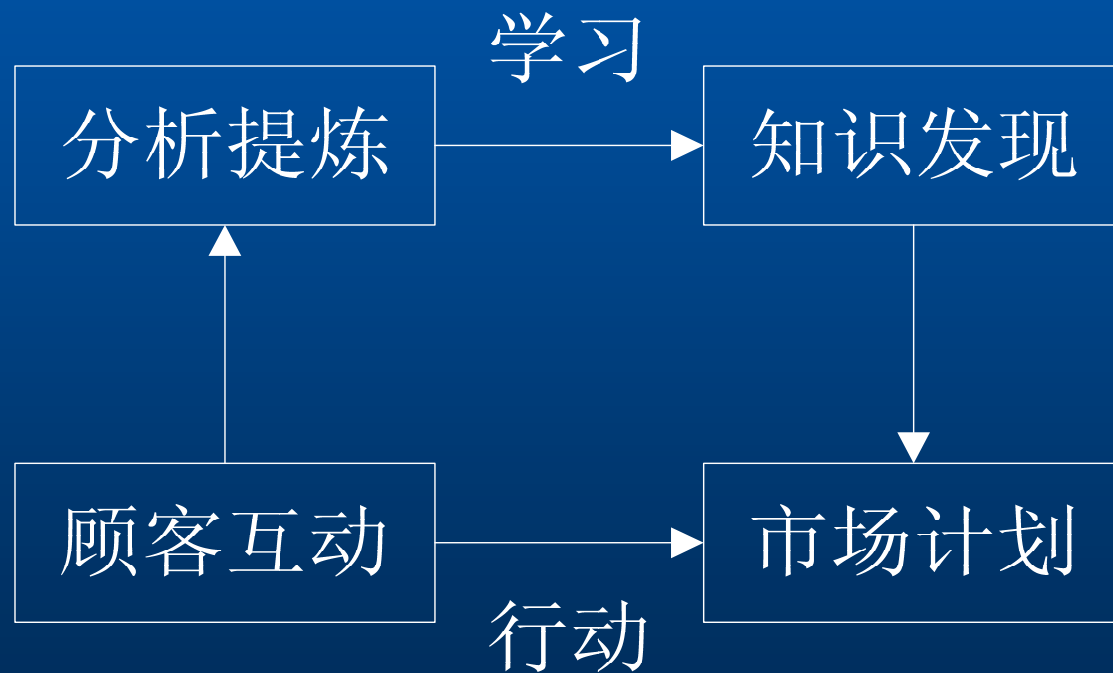 学习
分析提炼
知识发现
顾客互动
市场计划
行动